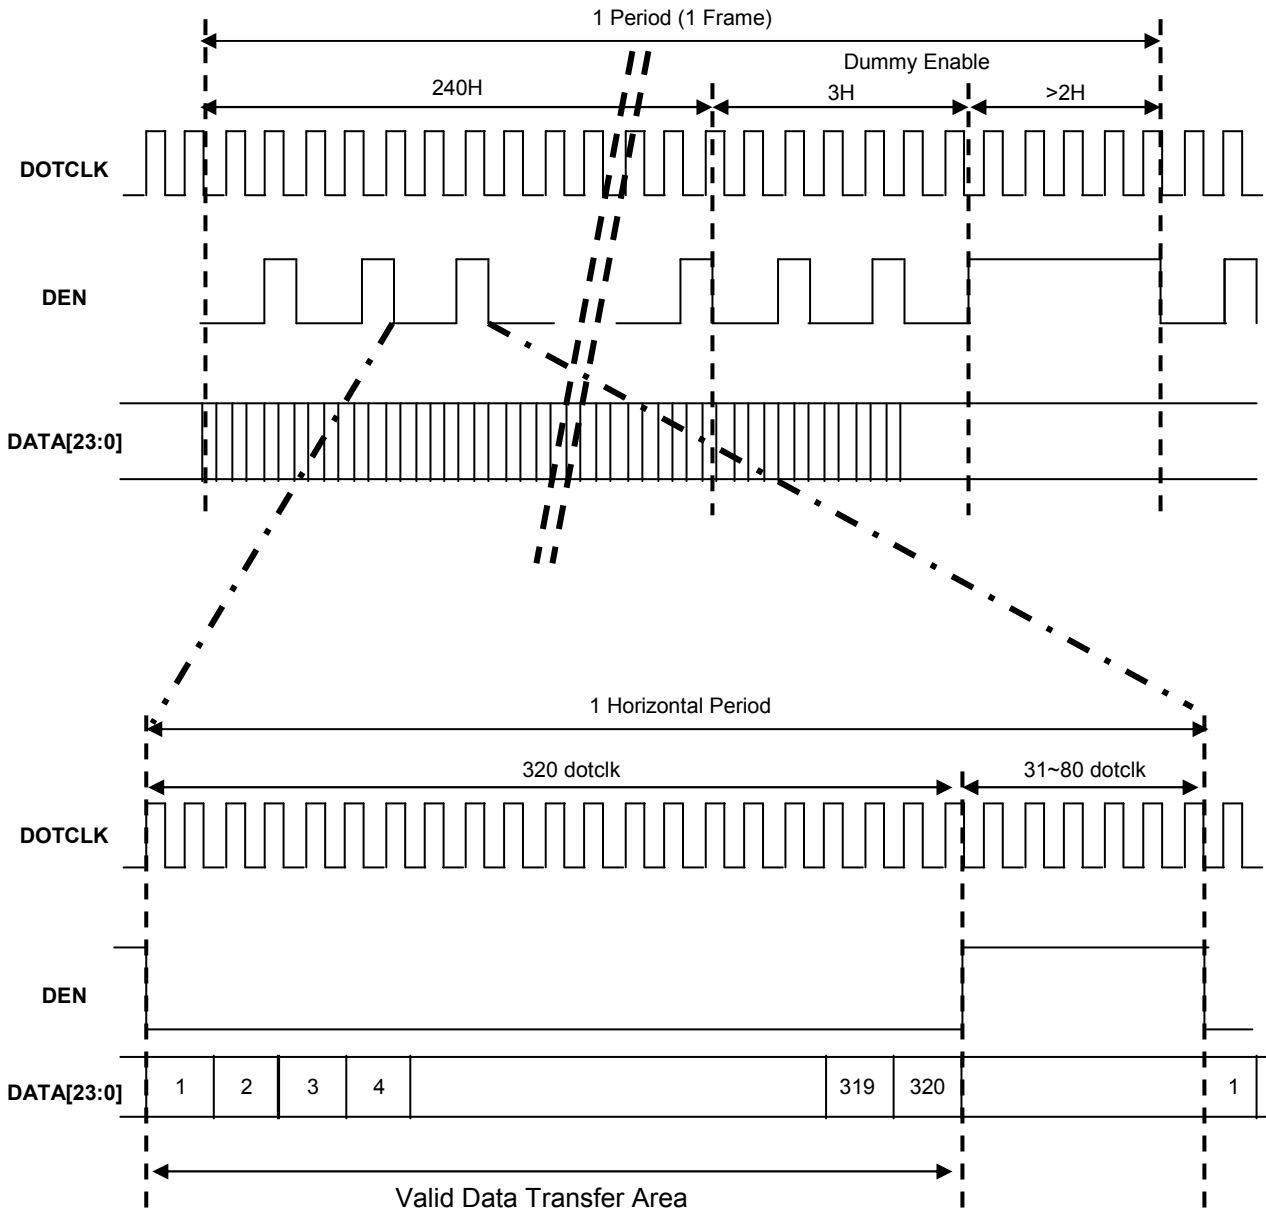 1 Period (1 Frame)
Dummy Enable
240H
3H
>2H
DOTCLK
DEN
DATA[23:0]
1 Horizontal Period
320 dotclk
31~80 dotclk
DOTCLK
DEN
DATA[23:0]
1 2 3 4 319 320 1
Valid Data Transfer Area